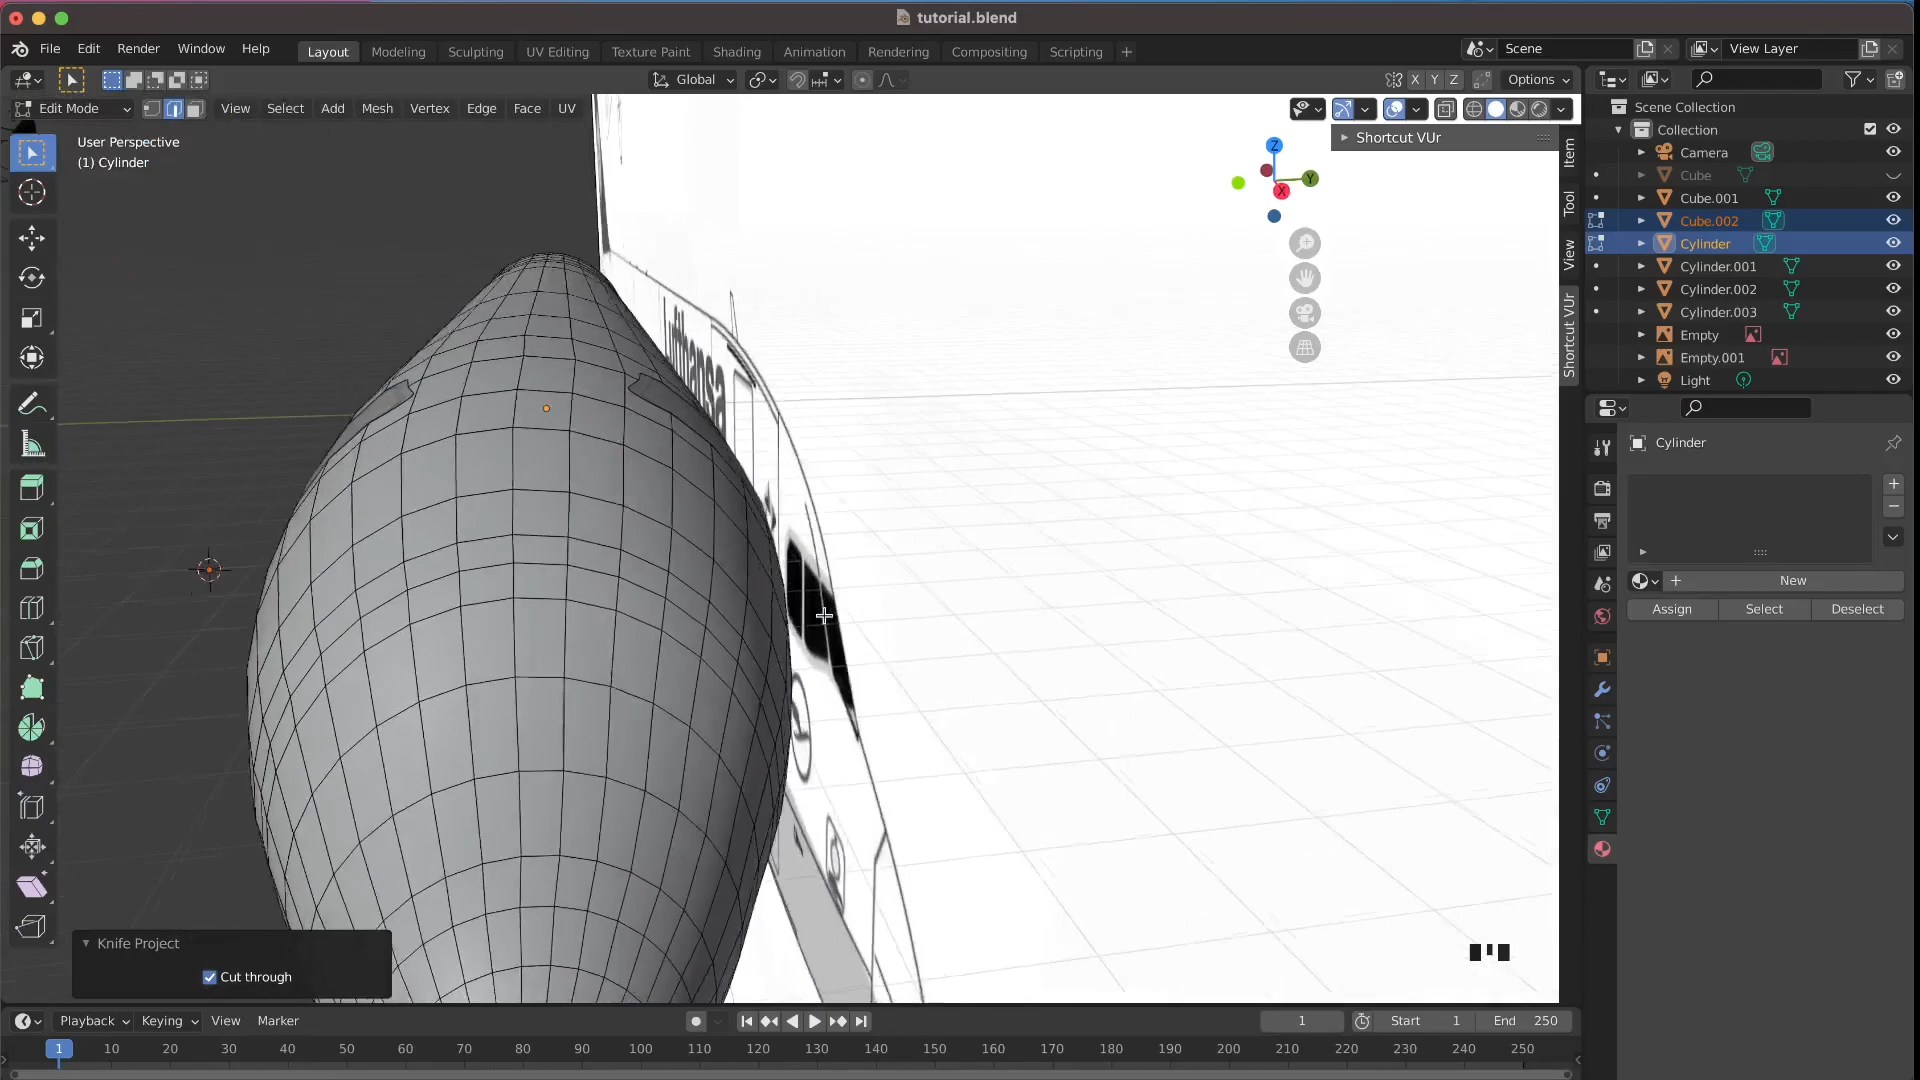 tutorial.blend
File Edit Render Window Help Layout Modeling Sculpting UV Editing Texture Paint Shading Animation Rendering Compositing Scripting + Scene View Layer
Global X Y Z Options
Edit Mode View Select Add Mesh Vertex Edge Face UV
User Perspective
(1) Cylinder
Shortcut VUr
Z
Y
X
Item
Tool
View
Shortcut VUr
Lufthansa
Scene Collection
Collection
Camera
Cube
Cube.001
Cube.002
Cylinder
Cylinder.001
Cylinder.002
Cylinder.003
Empty
Empty.001
Light
Cylinder
+ New
Assign Select Deselect
Knife Project
Cut through
Playback Keying View Marker 1 Start 1 End 250
1 10 20 30 40 50 60 70 80 90 100 110 120 130 140 150 160 170 180 190 200 210 220 230 240 250